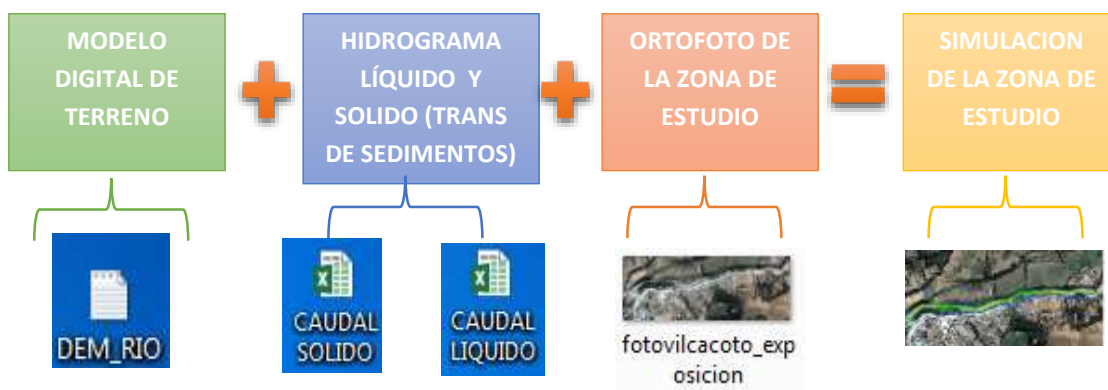 MODELO
DIGITAL DE
TERRENO
HIDROGRAMA
LÍQUIDO Y
SOLIDO (TRANS
DE SEDIMENTOS)
ORTOFOTO DE
LA ZONA DE
ESTUDIO
SIMULACION
DE LA ZONA DE
ESTUDIO
DEM_RIO
CAUDAL
SOLIDO
CAUDAL
LIQUIDO
fotovilcacoto_exp
osicion